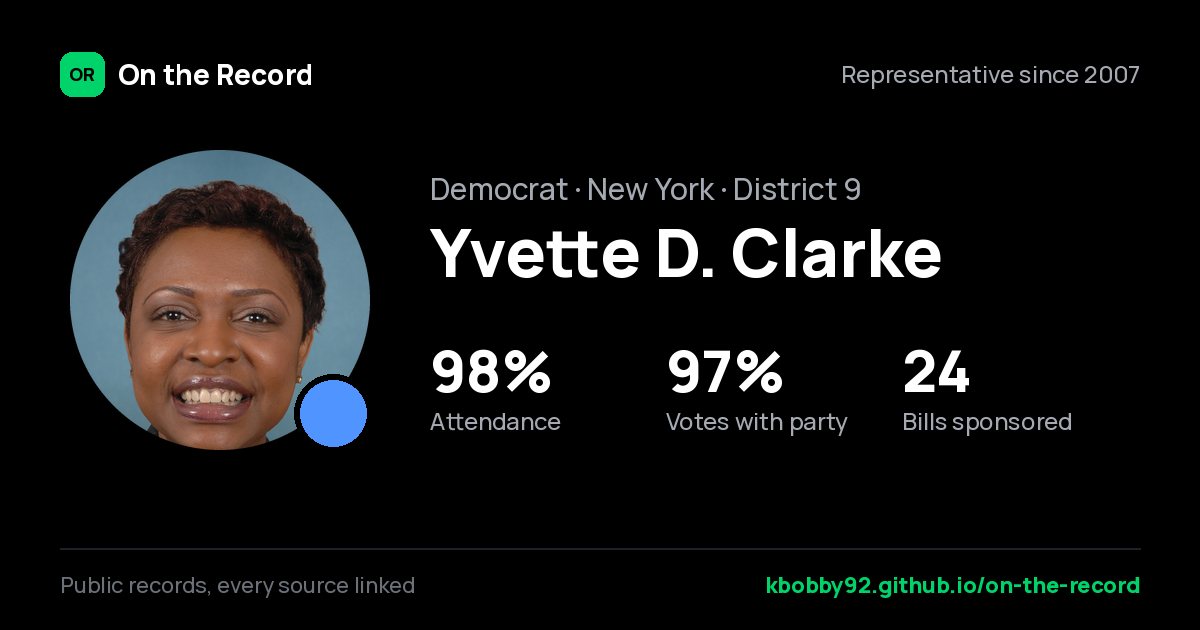 OR On the Record
Representative since 2007
Democrat · New York · District 9
Yvette D. Clarke
98% 97% 24
Attendance Votes with party Bills sponsored
Public records, every source linked
kbobby92.github.io/on-the-record